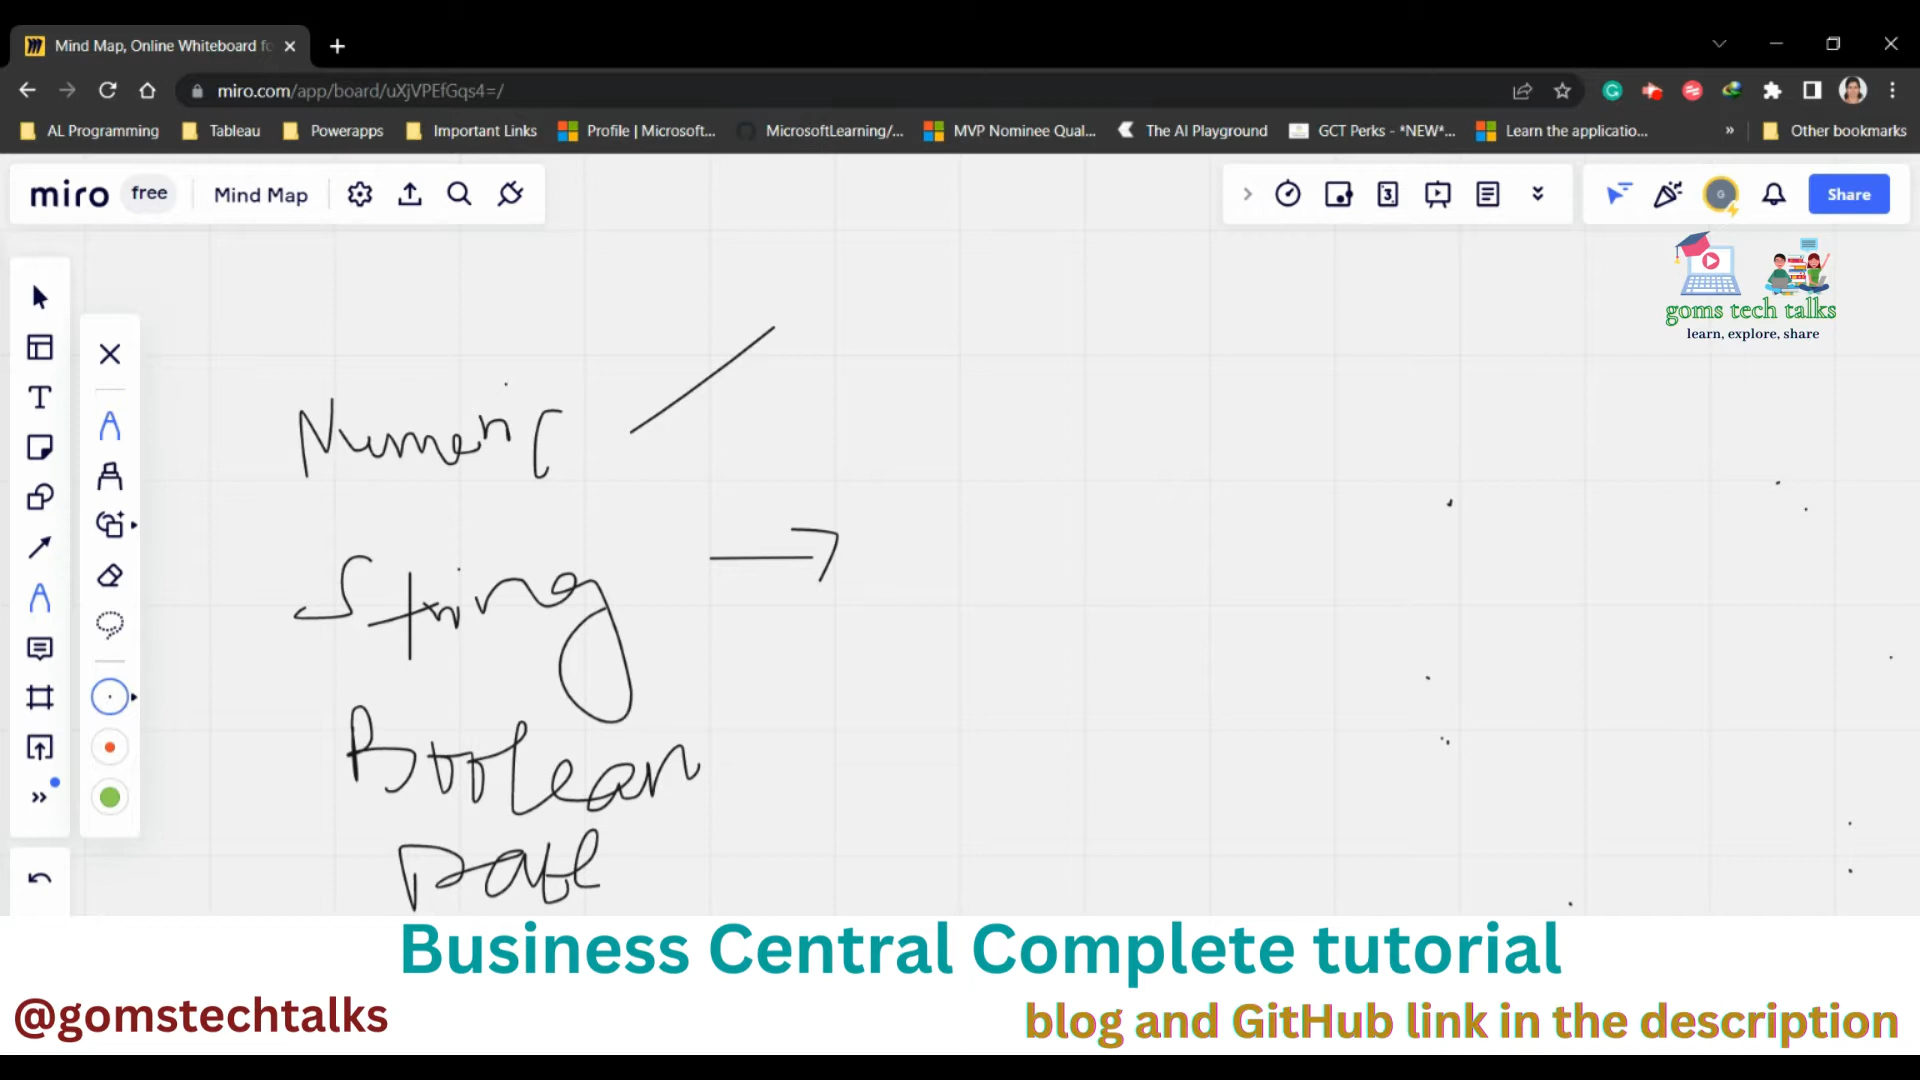 Mind Map, Online Whiteboard fo
miro.com/app/board/uXjVPEfGqs4=/
AL Programming Tableau Powerapps Important Links Profile | Microsoft... MicrosoftLearning/... MVP Nominee Qual... The AI Playground GCT Perks - *NEW*... Learn the applicatio... » Other bookmarks
miro free Mind Map Share
goms tech talks
learn, explore, share
Numeric
String
Boolean
Date
Business Central Complete tutorial
@gomstechtalks
blog and GitHub link in the description